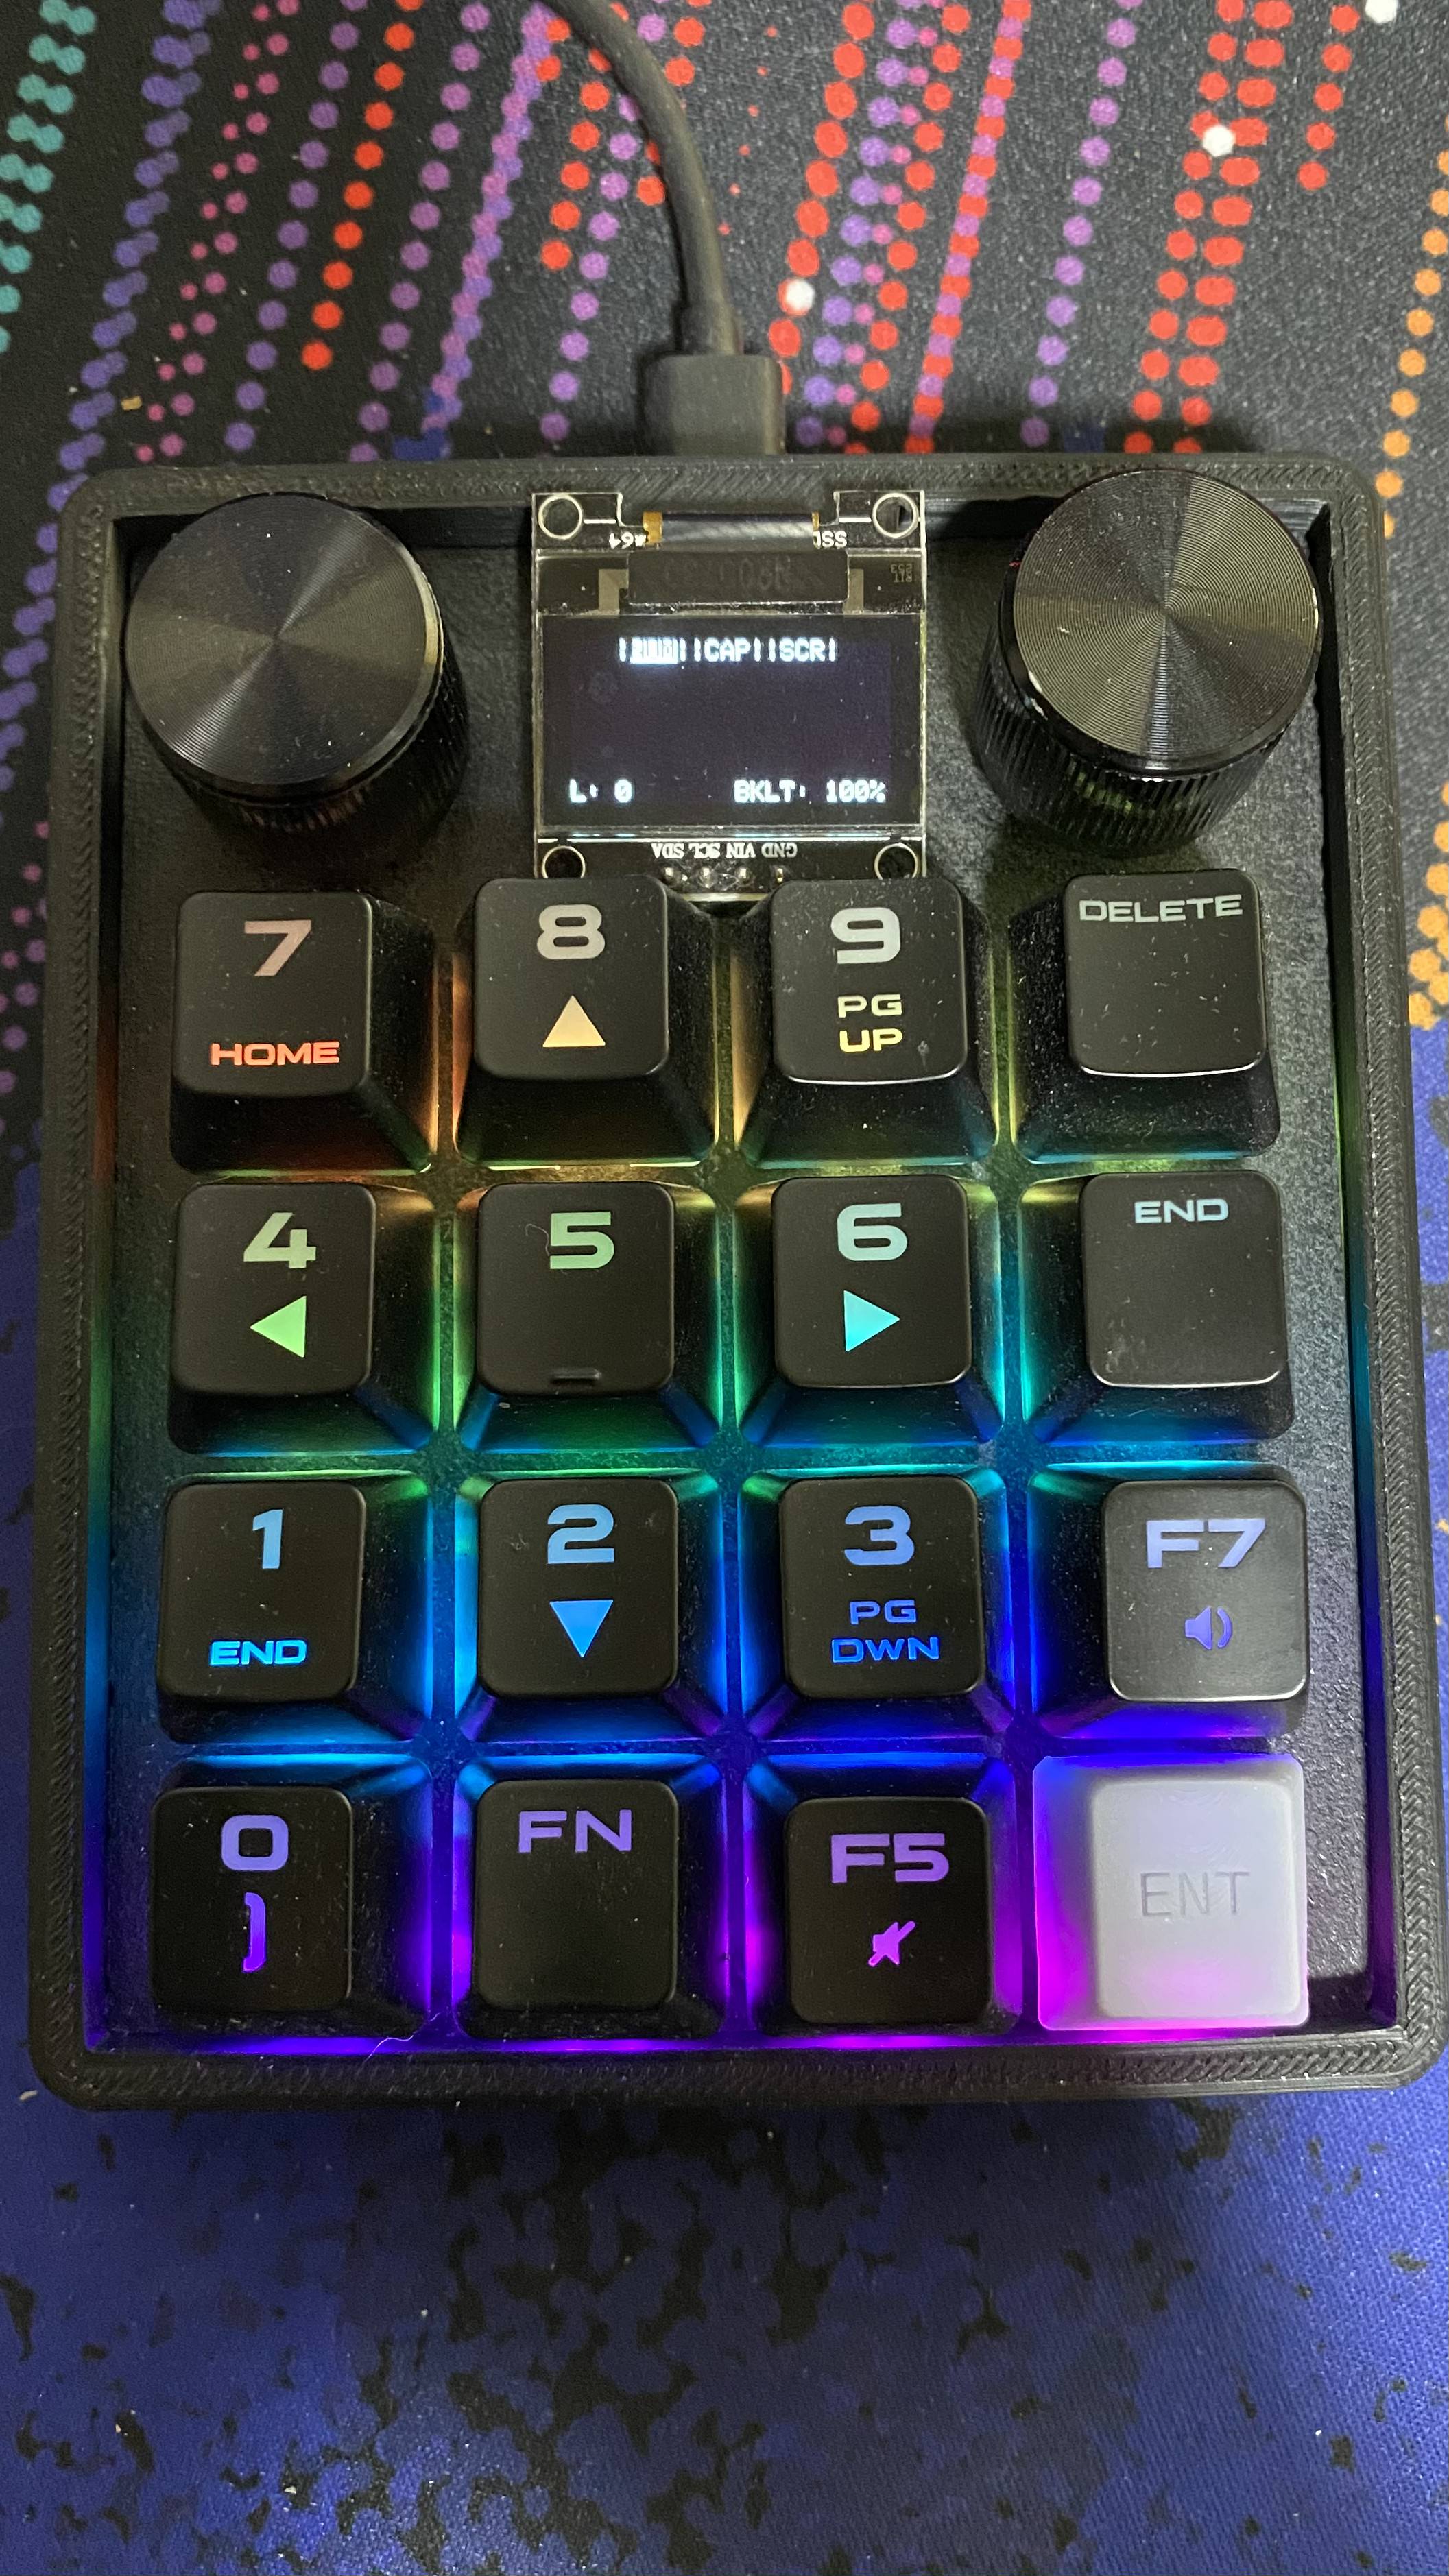 |NUM||CAP||SCR|
L: 0 BKLT: 100%
GND VIN SCL SDA
7
HOME
8
9
PG
UP
DELETE
4
5
6
END
1
END
2
3
PG
DWN
F7
0
)
FN
F5
ENT